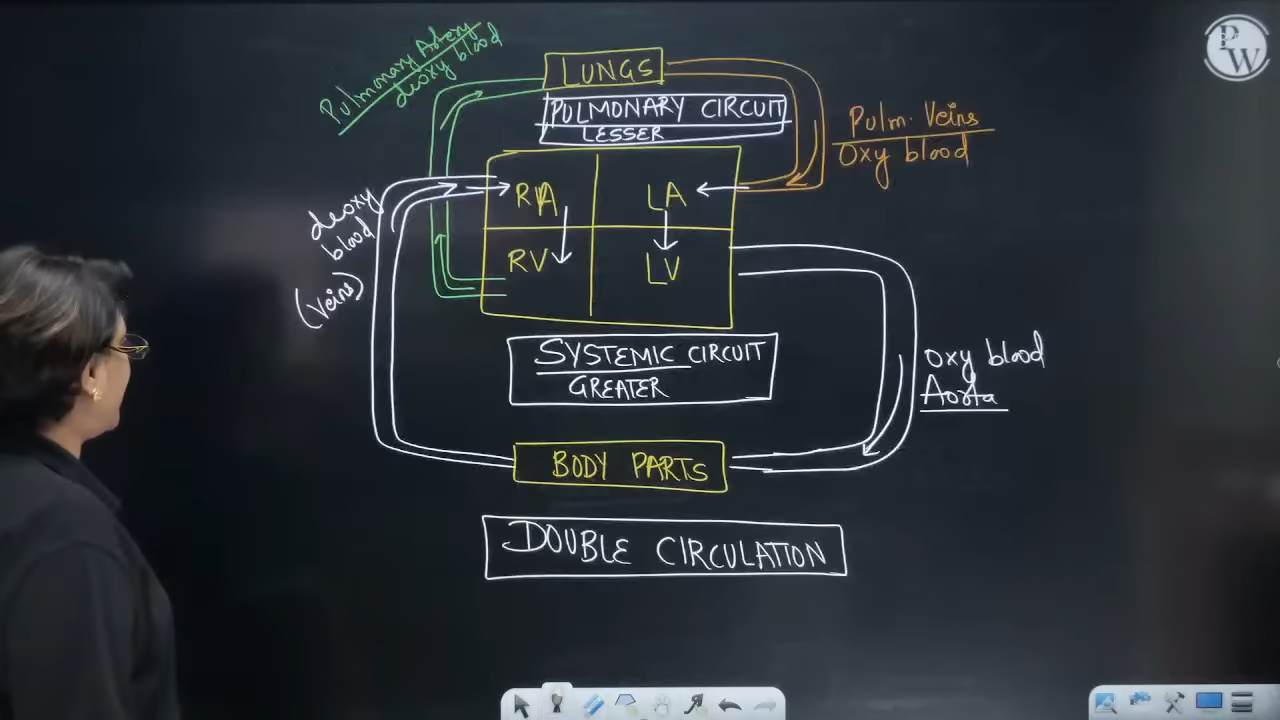 Pulmonary Artery
deoxy blood
LUNGS
PULMONARY CIRCUIT
LESSER
Pulm. Veins
Oxy blood
PW
deoxy
blood
(veins)
RA
LA
RV
LV
SYSTEMIC CIRCUIT
GREATER
oxy blood
Aorta
BODY PARTS
DOUBLE CIRCULATION